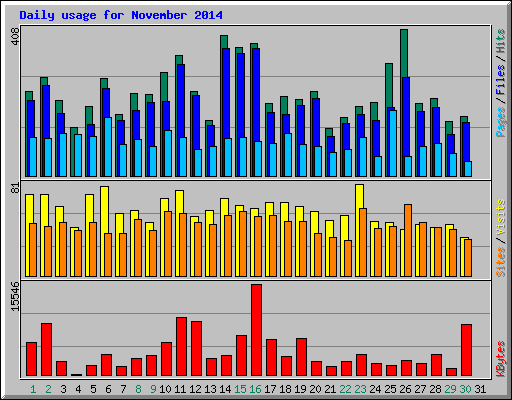 Daily usage for November 2014
408
Pages / Files / Hits
81
Sites / Visits
15546
KBytes
1 2 3 4 5 6 7 8 9 10 11 12 13 14 15 16 17 18 19 20 21 22 23 24 25 26 27 28 29 30 31